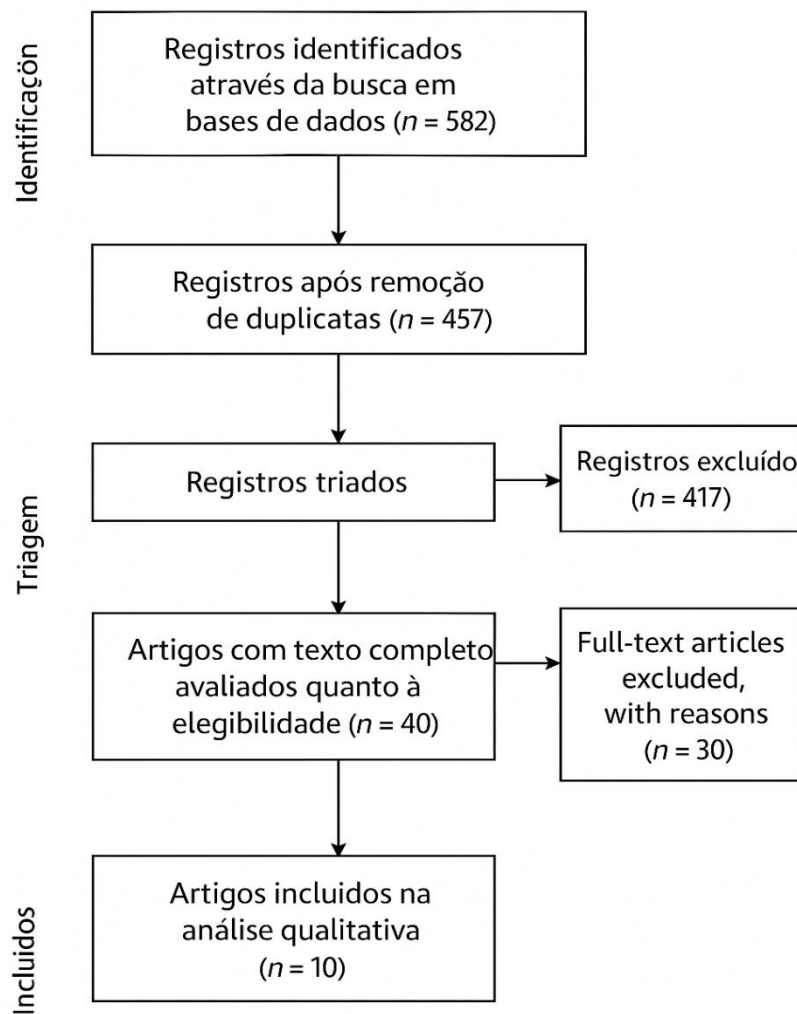 Identificaçön
Registros identificados
através da busca em
bases de dados (n = 582)
Registros após remoção
de duplicatas (n = 457)
Triagem
Registros triados
Registros excluído
(n = 417)
Artigos com texto completo
avaliados quanto à
elegibilidade (n = 40)
Full-text articles
excluded,
with reasons
(n = 30)
Incluidos
Artigos incluidos na
análise qualitativa
(n = 10)